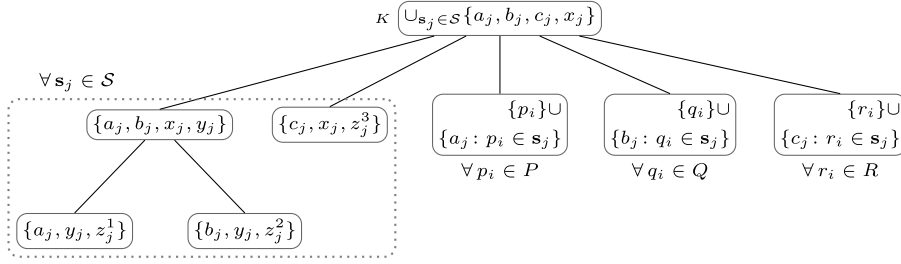 K ∪_{𝐬_j∈𝒮}{a_j, b_j, c_j, x_j}
∀ 𝐬_j ∈ 𝒮
{a_j, b_j, x_j, y_j}
{c_j, x_j, z_j^3}
{p_i}∪
{a_j : p_i ∈ 𝐬_j}
∀ p_i ∈ P
{q_i}∪
{b_j : q_i ∈ 𝐬_j}
∀ q_i ∈ Q
{r_i}∪
{c_j : r_i ∈ 𝐬_j}
∀ r_i ∈ R
{a_j, y_j, z_j^1}
{b_j, y_j, z_j^2}